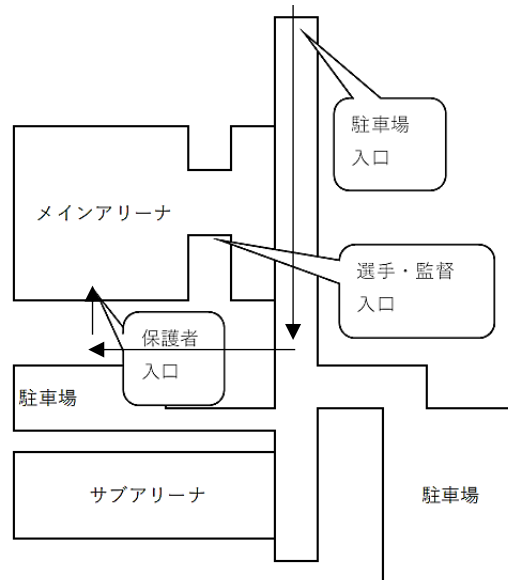 駐車場
入口
メインアリーナ
選手・監督
入口
保護者
入口
駐車場
サブアリーナ
駐車場